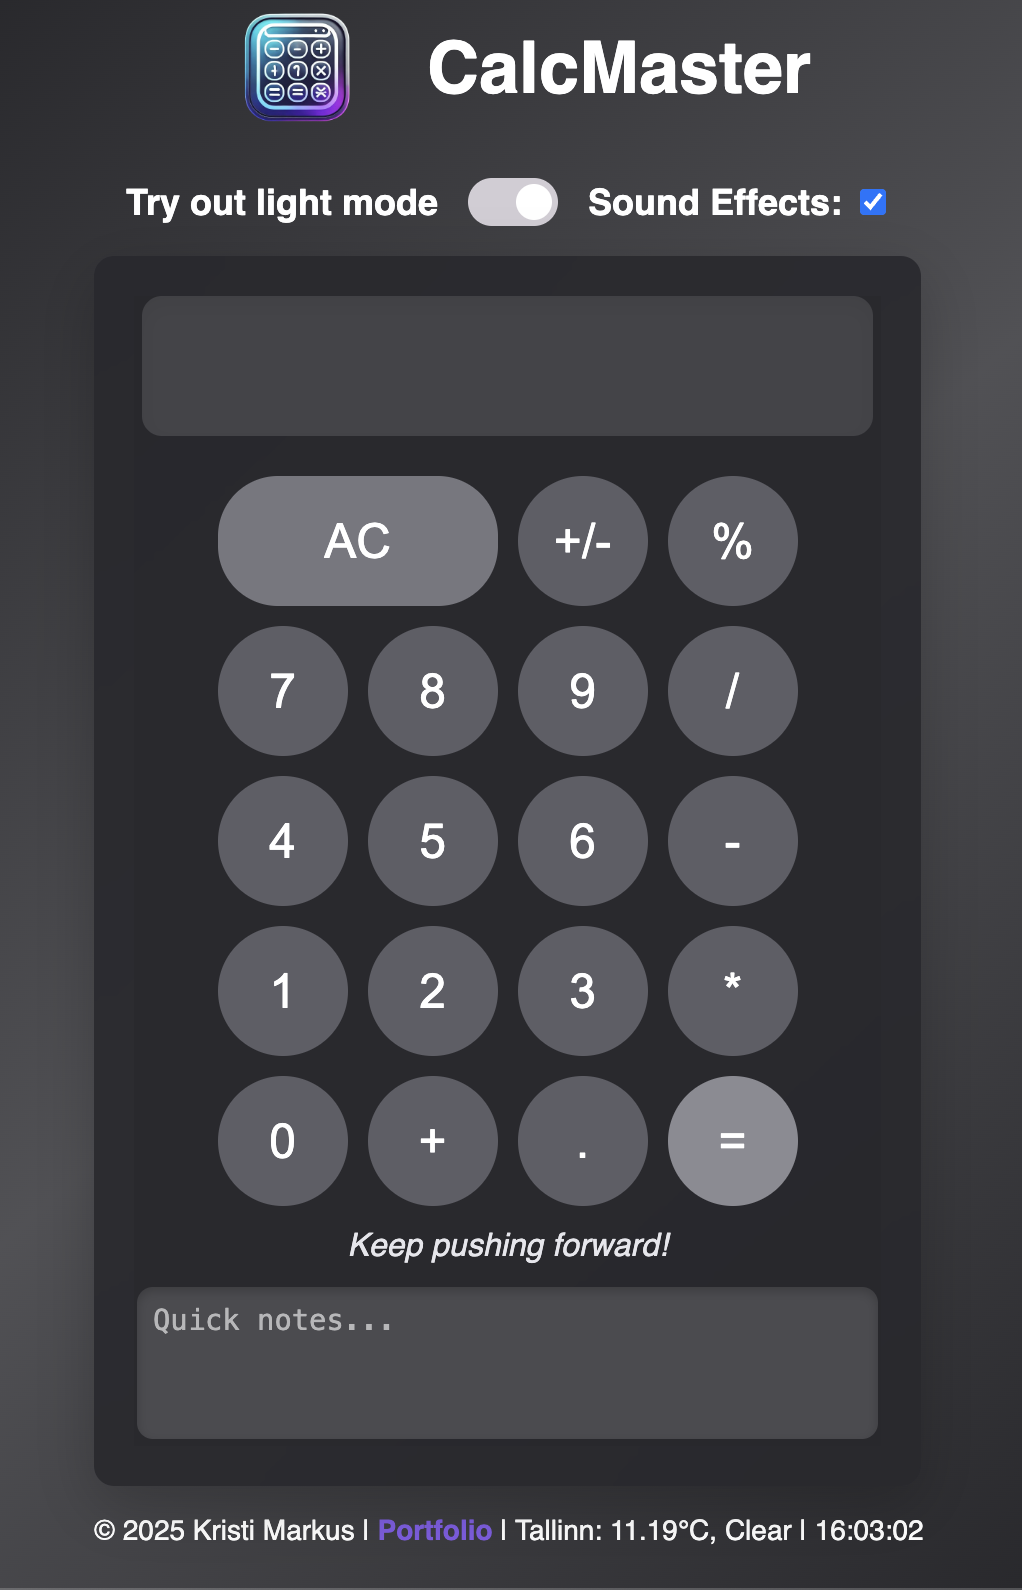 CalcMaster
Try out light mode Sound Effects:
AC +/- %
7 8 9 /
4 5 6 -
1 2 3 *
0 + . =
Keep pushing forward!
Quick notes...
© 2025 Kristi Markus | Portfolio | Tallinn: 11.19°C, Clear | 16:03:02